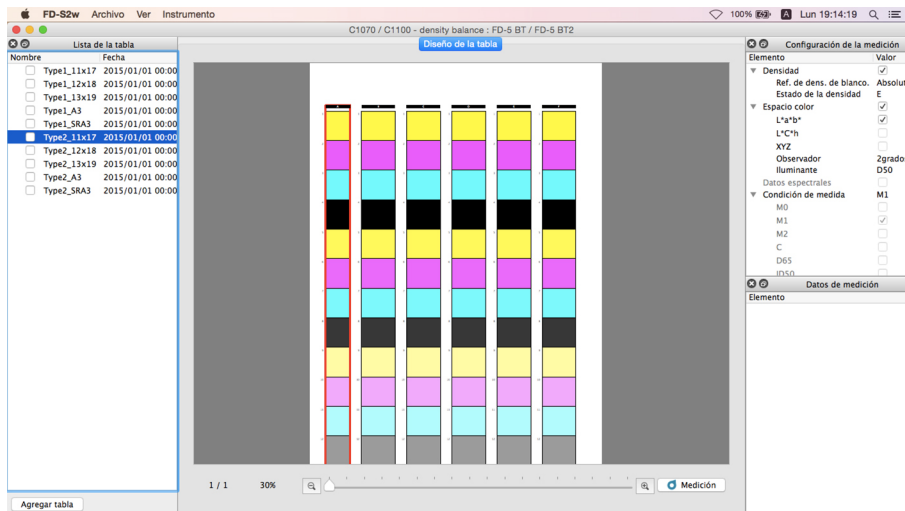 FD-S2w Archivo Ver Instrumento 100% A Lun 19:14:19
C1070 / C1100 - density balance : FD-5 BT / FD-5 BT2
Lista de la tabla
Nombre Fecha
Type1_11x17 2015/01/01 00:00
Type1_12x18 2015/01/01 00:00
Type1_13x19 2015/01/01 00:00
Type1_A3 2015/01/01 00:00
Type1_SRA3 2015/01/01 00:00
Type2_11x17 2015/01/01 00:00
Type2_12x18 2015/01/01 00:00
Type2_13x19 2015/01/01 00:00
Type2_A3 2015/01/01 00:00
Type2_SRA3 2015/01/01 00:00
Agregar tabla
Diseño de la tabla
1 / 1 30%
Medición
Configuración de la medición
Elemento Valor
Densidad
Ref. de dens. de blanco. Absolut
Estado de la densidad E
Espacio color
L*a*b*
L*C*h
XYZ
Observador 2grado
Iluminante D50
Datos espectrales
Condición de medida M1
M0
M1
M2
C
D65
ID50
Datos de medición
Elemento